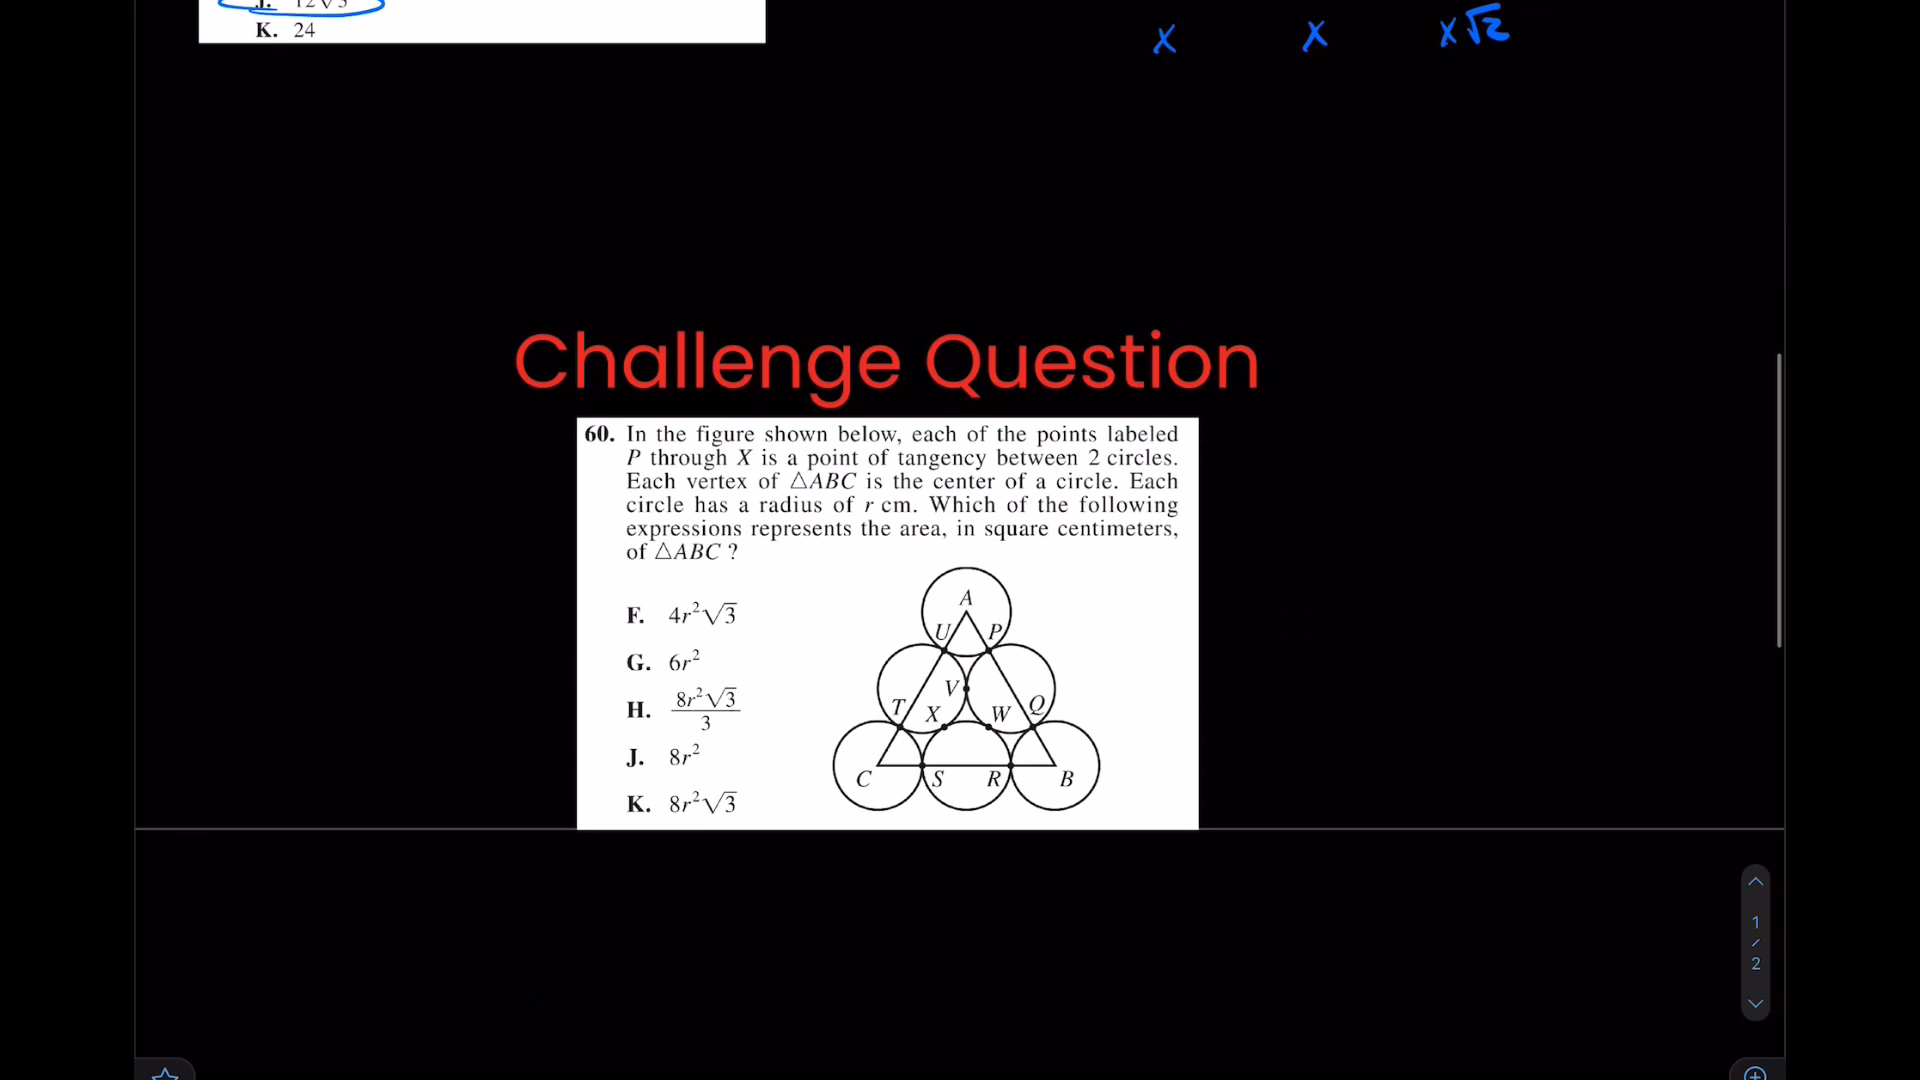 J. 12√3
K. 24
x x x√2
Challenge Question
60. In the figure shown below, each of the points labeled
P through X is a point of tangency between 2 circles.
Each vertex of △ABC is the center of a circle. Each
circle has a radius of r cm. Which of the following
expressions represents the area, in square centimeters,
of △ABC ?
F. 4r²√3
G. 6r²
H. 8r²√3/3
J. 8r²
K. 8r²√3
A
U P
V
T X W Q
C S R B
1
/
2